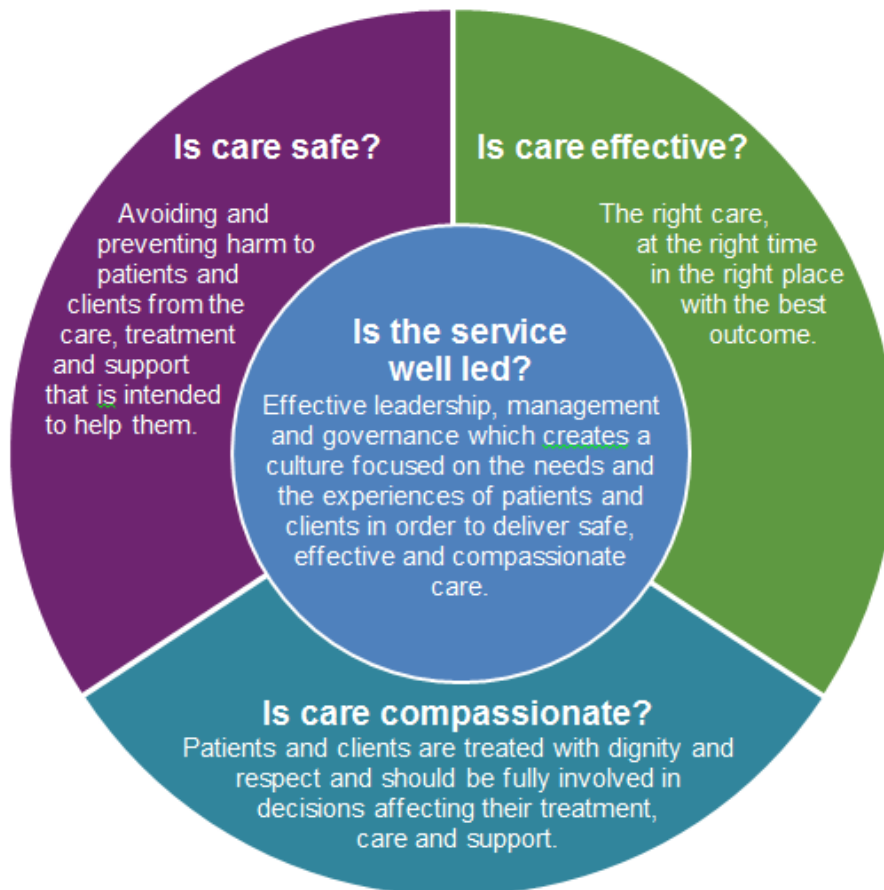 Is care safe?
Avoiding and
preventing harm to
patients and
clients from the
care, treatment
and support
that is intended
to help them.
Is care effective?
The right care,
at the right time
in the right place
with the best
outcome.
Is the service
well led?
Effective leadership, management
and governance which creates a
culture focused on the needs and
the experiences of patients and
clients in order to deliver safe,
effective and compassionate
care.
Is care compassionate?
Patients and clients are treated with dignity and
respect and should be fully involved in
decisions affecting their treatment,
care and support.